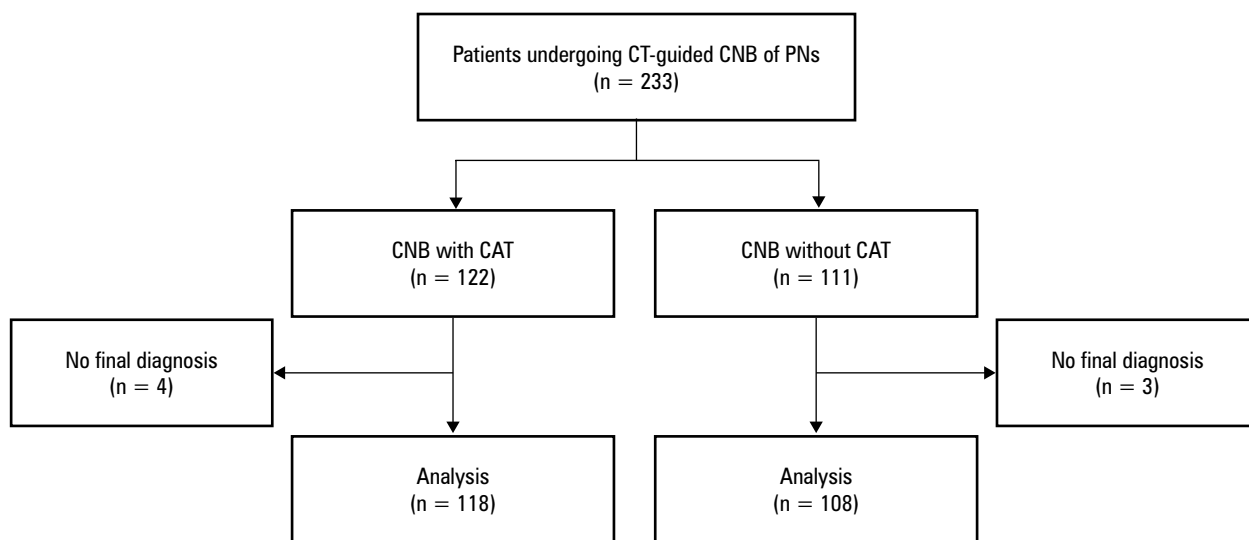 Patients undergoing CT-guided CNB of PNs
(n = 233)
CNB with CAT
(n = 122)
CNB without CAT
(n = 111)
No final diagnosis
(n = 4)
No final diagnosis
(n = 3)
Analysis
(n = 118)
Analysis
(n = 108)